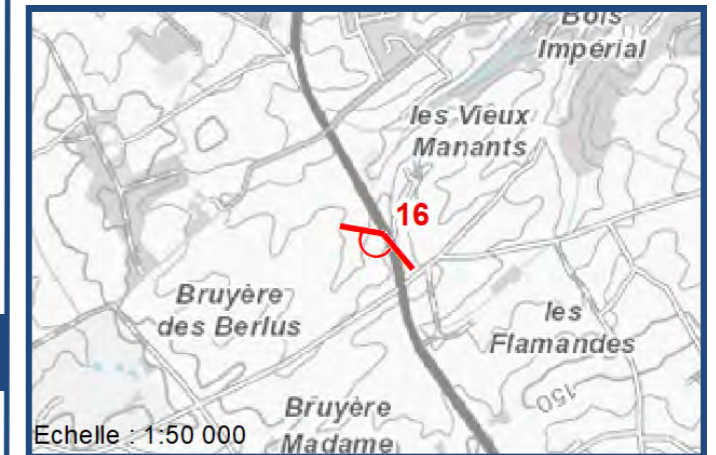 Bois
Impérial
les Vieux
Manants
16
Bruyère
des Berlus
les
Flamandes
150
Bruyère
Madame
Echelle : 1:50 000